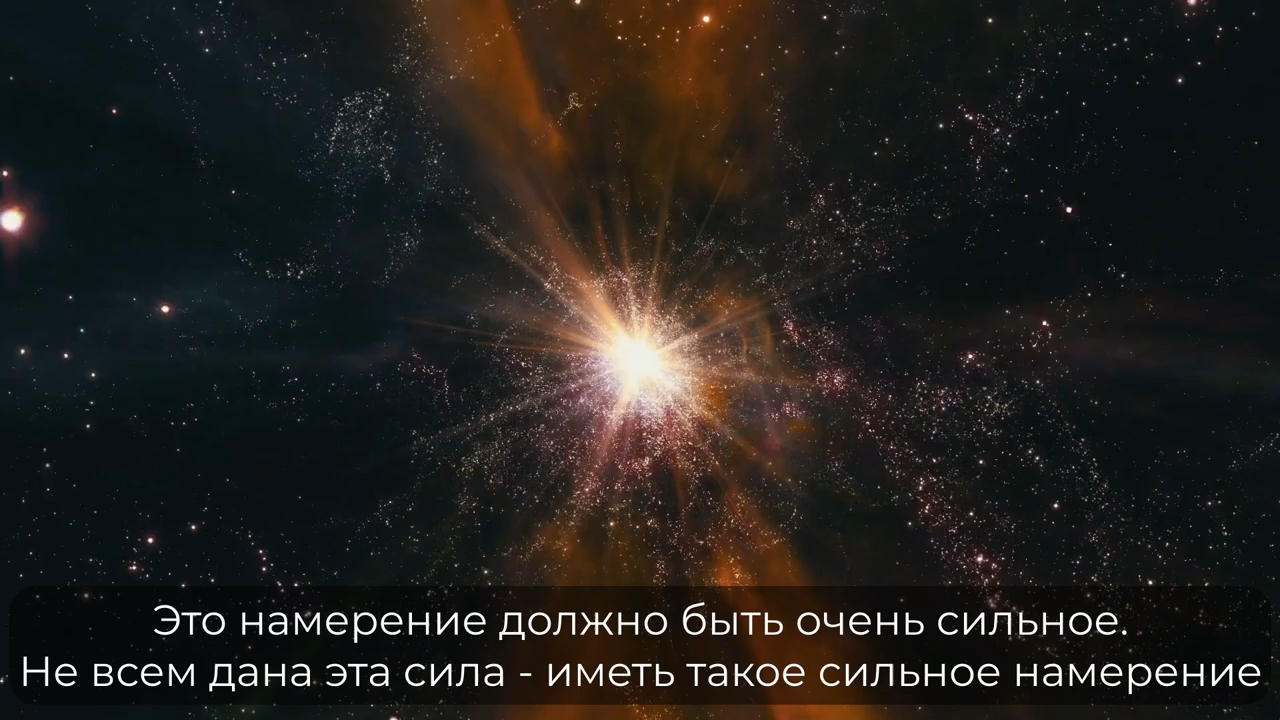 Это намерение должно быть очень сильное.
Не всем дана эта сила - иметь такое сильное намерение